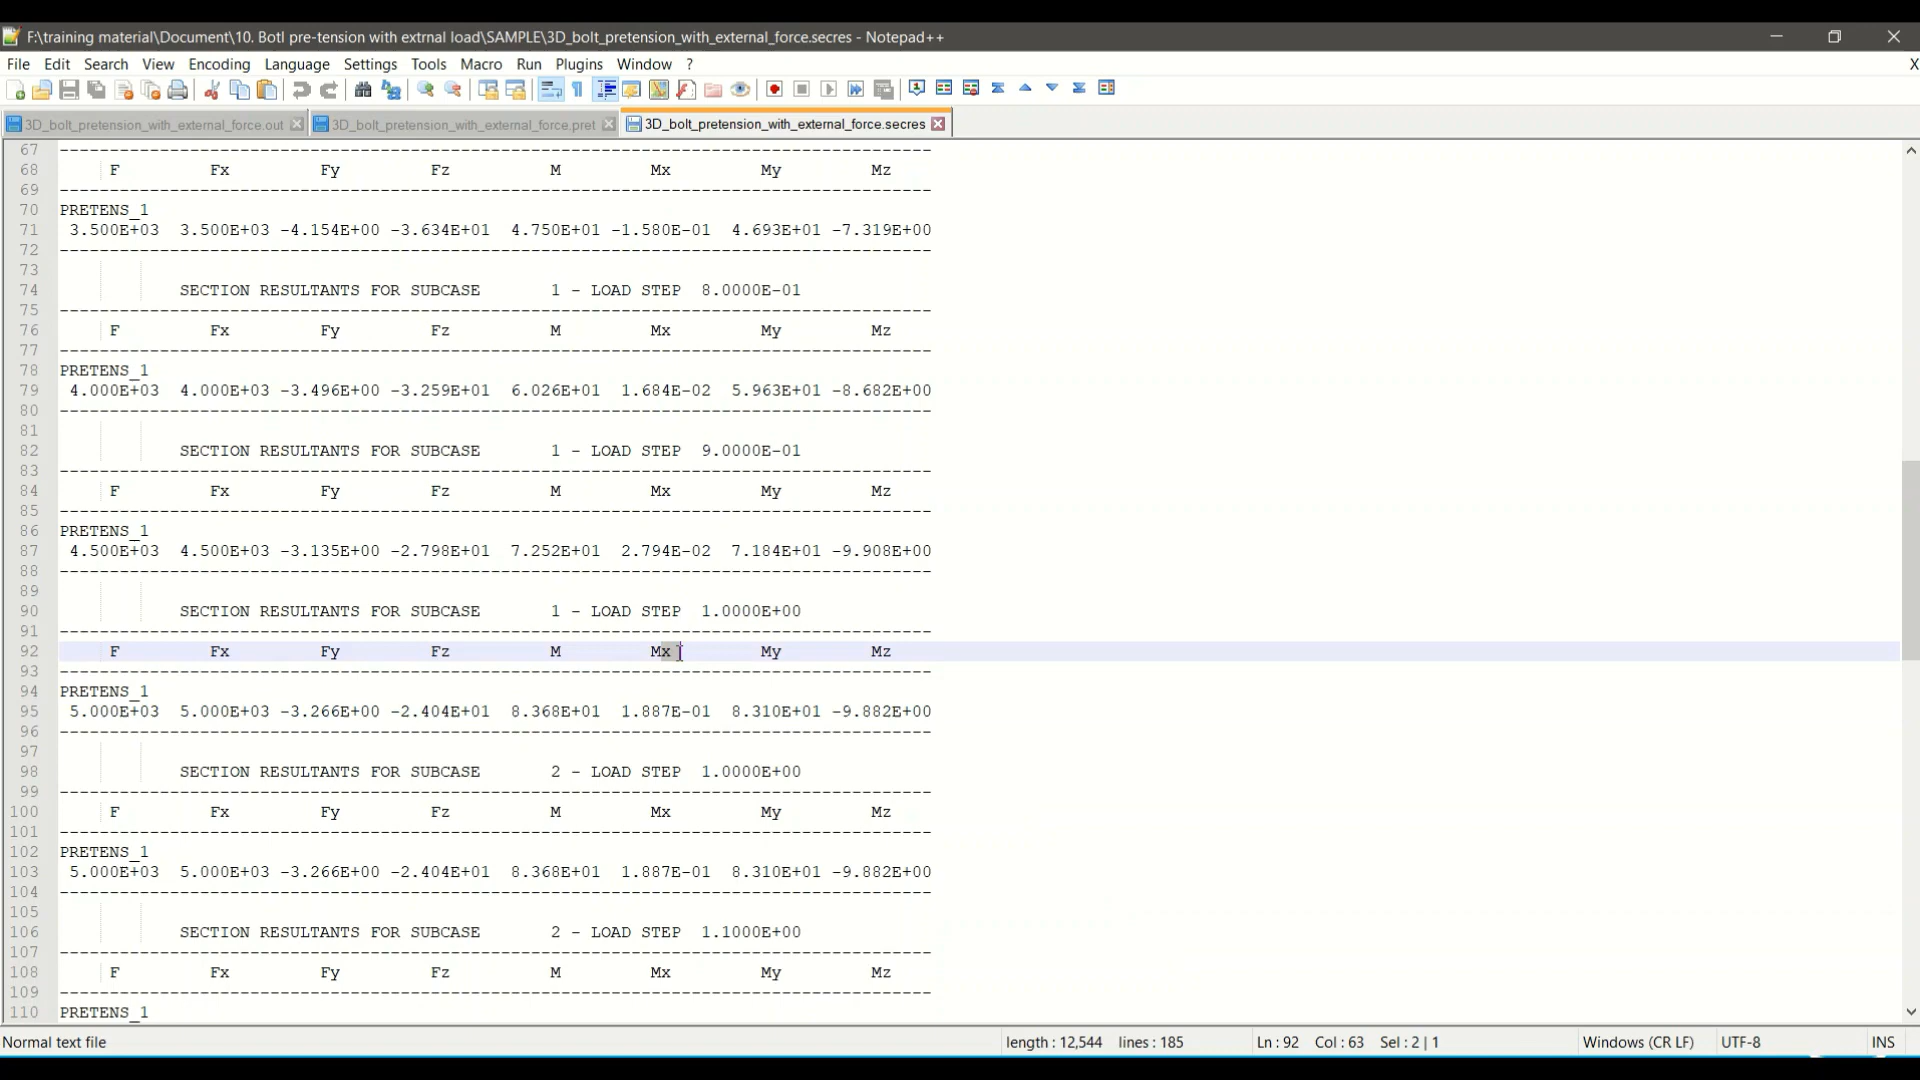 F:\training material\Document\10. Botl pre-tension with extrnal load\SAMPLE\3D_bolt_pretension_with_external_force.secres - Notepad++
File Edit Search View Encoding Language Settings Tools Macro Run Plugins Window ? X
3D_bolt_pretension_with_external_force.out 3D_bolt_pretension_with_external_force.pret 3D_bolt_pretension_with_external_force.secres
67 ---------------------------------------------------------------------------------------
68 F Fx Fy Fz M Mx My Mz
69 ---------------------------------------------------------------------------------------
70 PRETENS_1
71 3.500E+03 3.500E+03 -4.154E+00 -3.634E+01 4.750E+01 -1.580E-01 4.693E+01 -7.319E+00
72 ---------------------------------------------------------------------------------------
73
74 SECTION RESULTANTS FOR SUBCASE 1 - LOAD STEP 8.0000E-01
75 ---------------------------------------------------------------------------------------
76 F Fx Fy Fz M Mx My Mz
77 ---------------------------------------------------------------------------------------
78 PRETENS_1
79 4.000E+03 4.000E+03 -3.496E+00 -3.259E+01 6.026E+01 1.684E-02 5.963E+01 -8.682E+00
80 ---------------------------------------------------------------------------------------
81
82 SECTION RESULTANTS FOR SUBCASE 1 - LOAD STEP 9.0000E-01
83 ---------------------------------------------------------------------------------------
84 F Fx Fy Fz M Mx My Mz
85 ---------------------------------------------------------------------------------------
86 PRETENS_1
87 4.500E+03 4.500E+03 -3.135E+00 -2.798E+01 7.252E+01 2.794E-02 7.184E+01 -9.908E+00
88 ---------------------------------------------------------------------------------------
89
90 SECTION RESULTANTS FOR SUBCASE 1 - LOAD STEP 1.0000E+00
91 ---------------------------------------------------------------------------------------
92 F Fx Fy Fz M Mx My Mz
93 ---------------------------------------------------------------------------------------
94 PRETENS_1
95 5.000E+03 5.000E+03 -3.266E+00 -2.404E+01 8.368E+01 1.887E-01 8.310E+01 -9.882E+00
96 ---------------------------------------------------------------------------------------
97
98 SECTION RESULTANTS FOR SUBCASE 2 - LOAD STEP 1.0000E+00
99 ---------------------------------------------------------------------------------------
100 F Fx Fy Fz M Mx My Mz
101 ---------------------------------------------------------------------------------------
102 PRETENS_1
103 5.000E+03 5.000E+03 -3.266E+00 -2.404E+01 8.368E+01 1.887E-01 8.310E+01 -9.882E+00
104 ---------------------------------------------------------------------------------------
105
106 SECTION RESULTANTS FOR SUBCASE 2 - LOAD STEP 1.1000E+00
107 ---------------------------------------------------------------------------------------
108 F Fx Fy Fz M Mx My Mz
109 ---------------------------------------------------------------------------------------
110 PRETENS_1
Normal text file length : 12,544 lines : 185 Ln : 92 Col : 63 Sel : 2 | 1 Windows (CR LF) UTF-8 INS